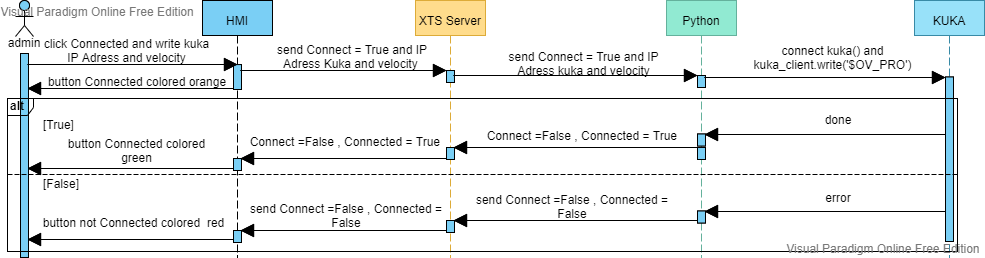 Visual Paradigm Online Free Edition
HMI
XTS Server
Python
KUKA
admin
click Connected and write kuka
IP Adress and velocity
send Connect = True and IP
Adress Kuka and velocity
send Connect = True and IP
Adress kuka and velocity
connect kuka() and
kuka_client.write('$OV_PRO')
button Connected colored orange
alt
[True]
done
Connect =False , Connected = True
Connect =False , Connected = True
button Connected colored
green
[False]
error
send Connect =False , Connected =
False
send Connect =False , Connected =
False
button not Connected colored  red
Visual Paradigm Online Free Edition